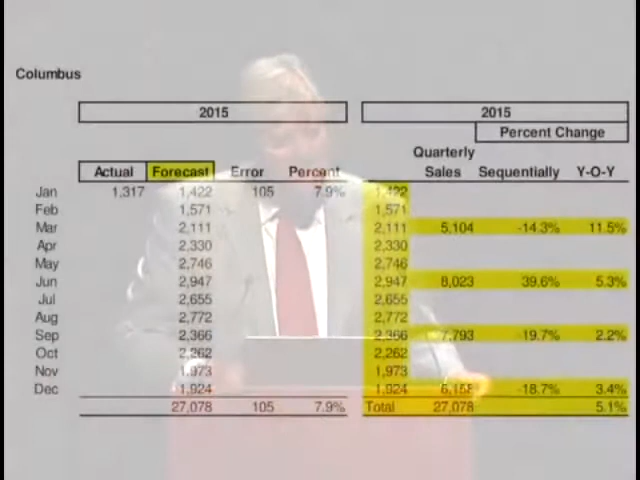 Columbus
2015 2015
Percent Change
Quarterly
Actual Forecast Error Percent Sales Sequentially Y-O-Y
Jan 1,317 1,422 105 7.9% 1,422
Feb 1,571 1,571
Mar 2,111 2,111 5,104 -14.3% 11.5%
Apr 2,330 2,330
May 2,746 2,746
Jun 2,947 2,947 8,023 39.6% 5.3%
Jul 2,655 2,655
Aug 2,772 2,772
Sep 2,366 2,366 7,793 -19.7% 2.2%
Oct 2,262 2,262
Nov 1,973 1,973
Dec 1,924 1,924 6,158 -18.7% 3.4%
27,078 105 7.9% Total 27,078 5.1%